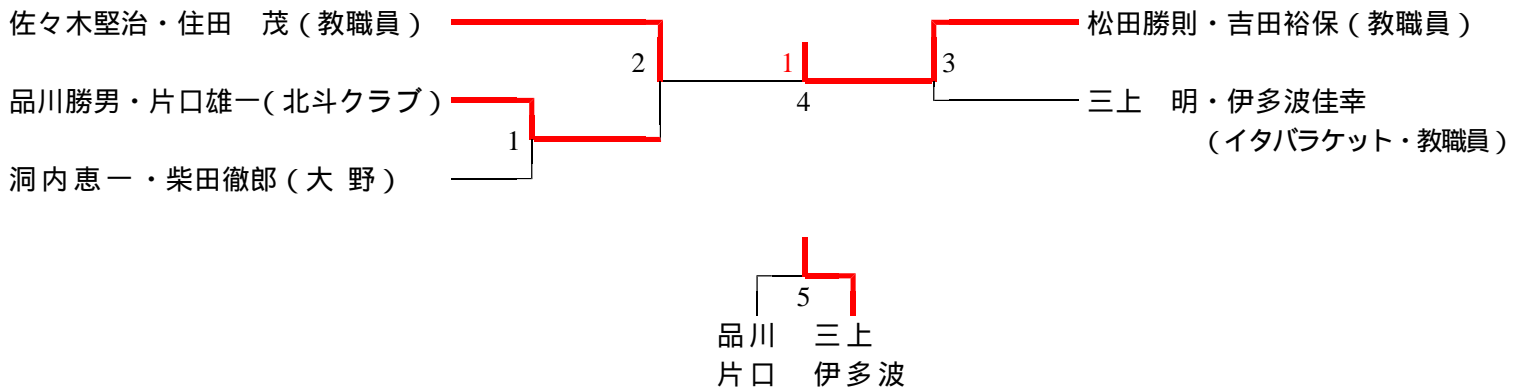 佐々木堅治・住田　茂（教職員）
松田勝則・吉田裕保（教職員）
2
1
3
品川勝男・片口雄一（北斗クラブ）
4
三上　明・伊多波佳幸
1
（イタバラケット・教職員）
洞内恵一・柴田徹郎（大 野）
5
品川　三上
片口　伊多波